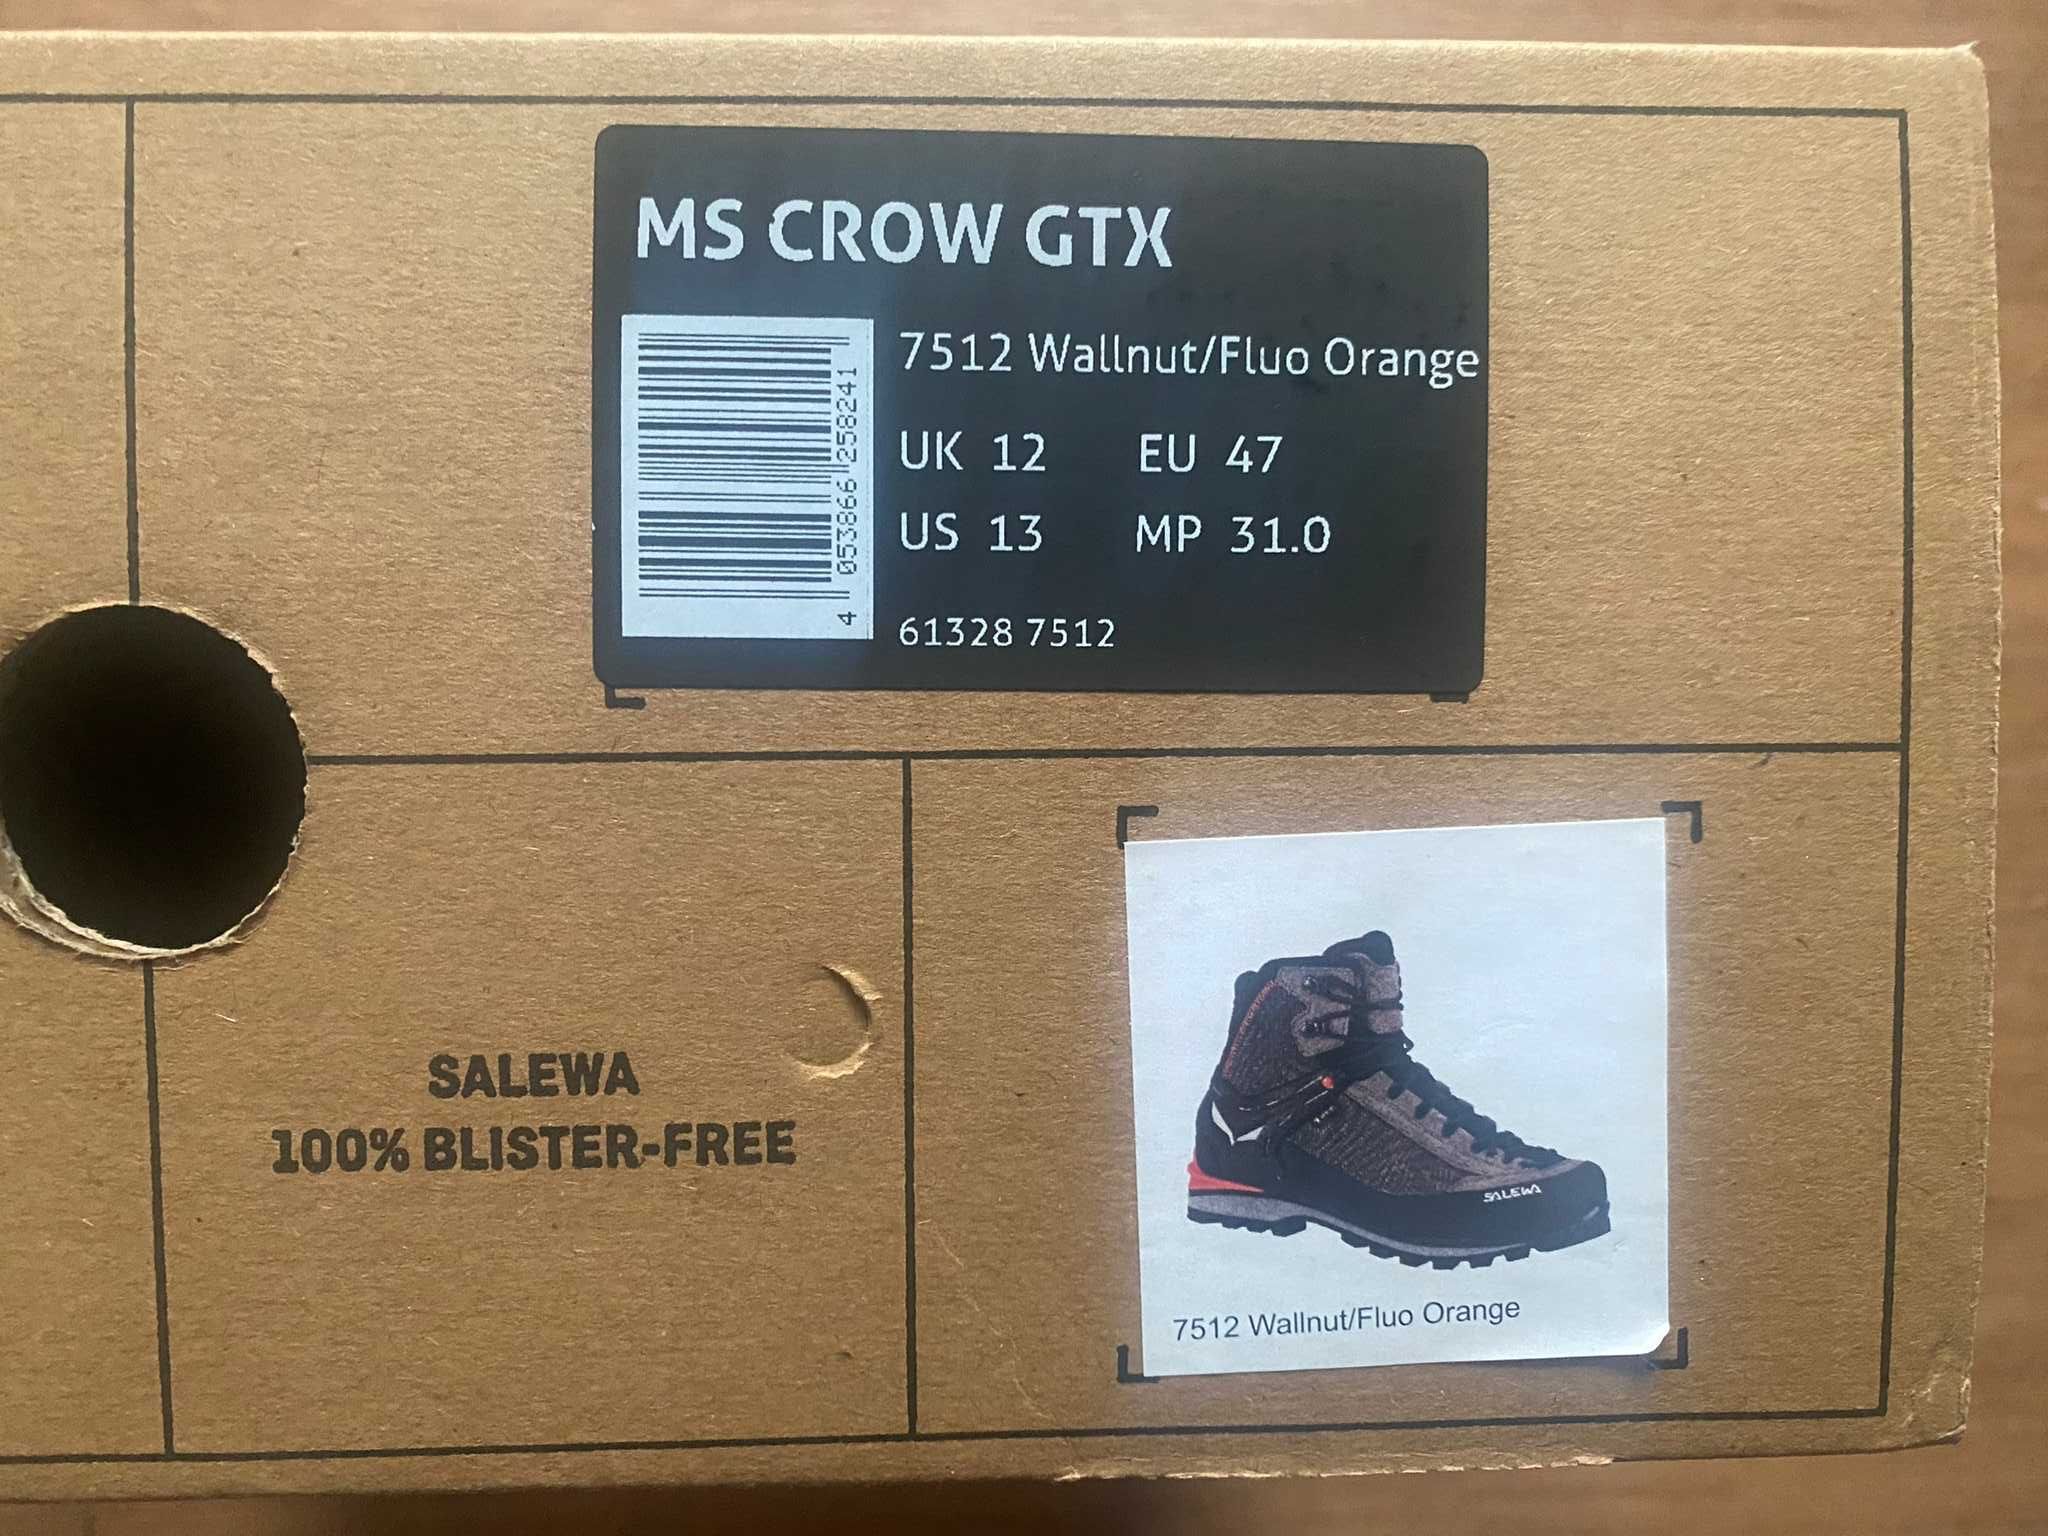 MS CROW GTX
7512 Wallnut/Fluo Orange
UK 12 EU 47
US 13 MP 31.0
61328 7512
4 053866 258241
SALEWA
100% BLISTER-FREE
SALEWA
7512 Wallnut/Fluo Orange